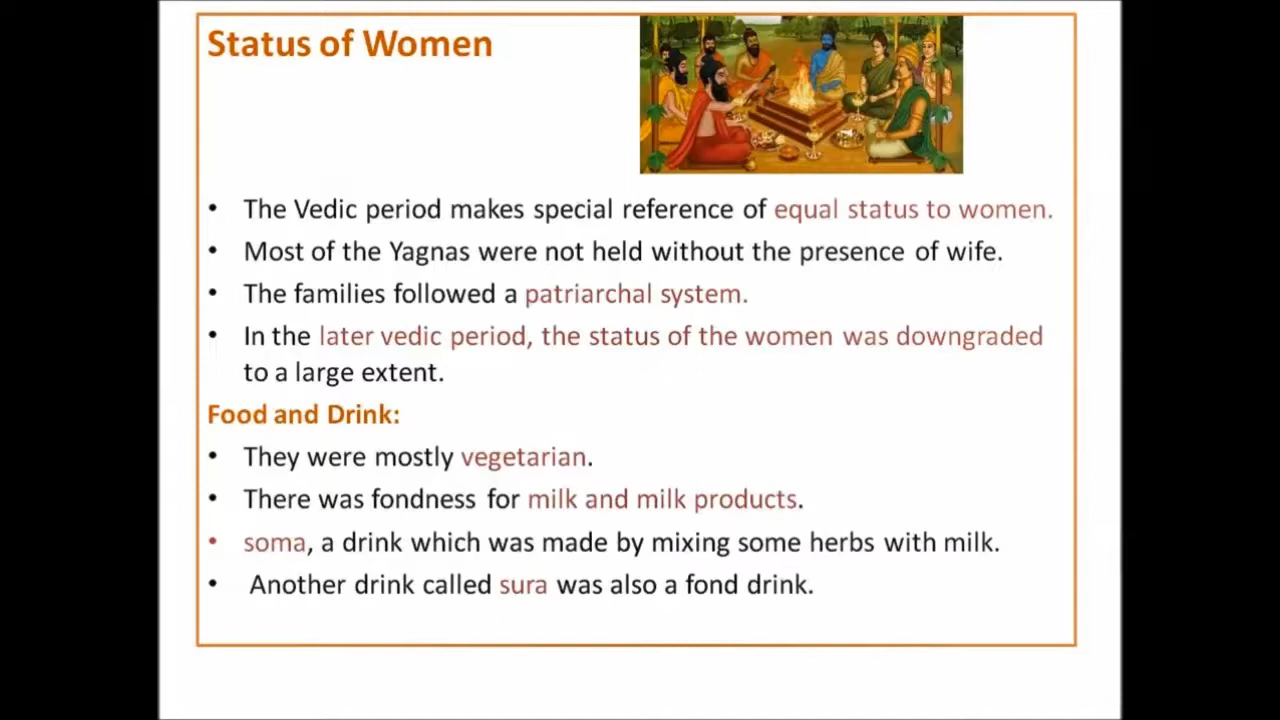 Status of Women
• The Vedic period makes special reference of equal status to women.
• Most of the Yagnas were not held without the presence of wife.
• The families followed a patriarchal system.
• In the later vedic period, the status of the women was downgraded
to a large extent.
Food and Drink:
• They were mostly vegetarian.
• There was fondness for milk and milk products.
• soma, a drink which was made by mixing some herbs with milk.
• Another drink called sura was also a fond drink.